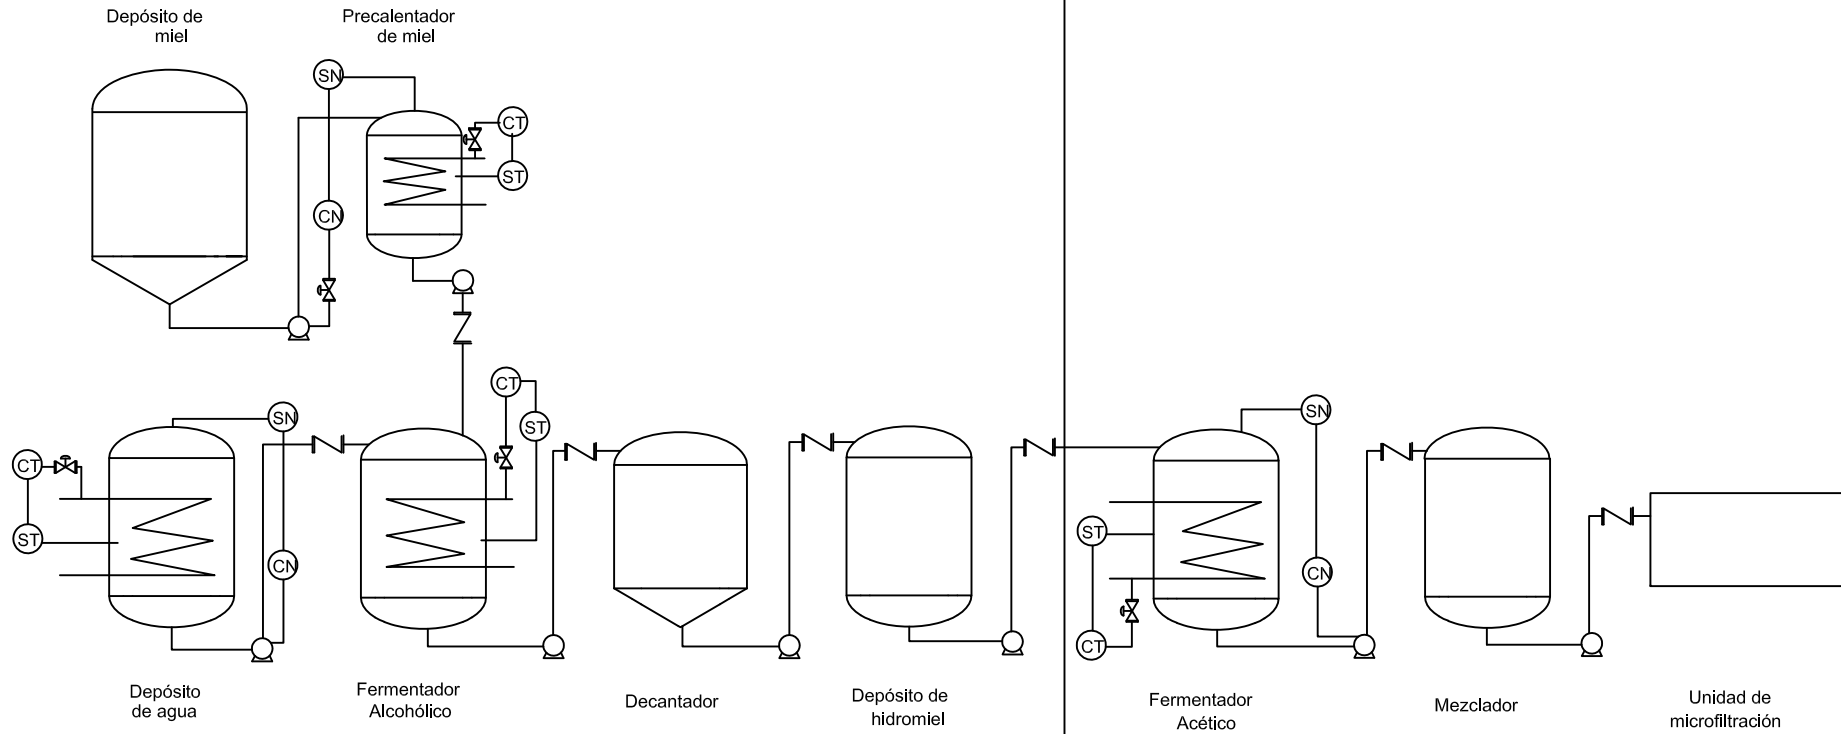 Depósito de
miel
Precalentador
de miel
SN
CT
ST
CN
CT
SN
ST
SN
CT
CT
ST
ST
ST
CN
CN
CT
Depósito
de agua
Fermentador
Alcohólico
Decantador
Depósito de
hidromiel
Fermentador
Acético
Mezclador
Unidad de
microfiltración